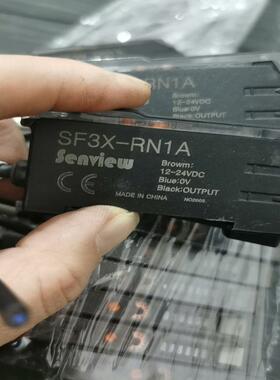 RN1A
12-24VDC
Blue:0V
Black:OUTPUT
SF3X-RN1A
Senview
Browm:
12-24VDC
Blue:0V
Black:OUTPUT
CE
MADE IN CHINA